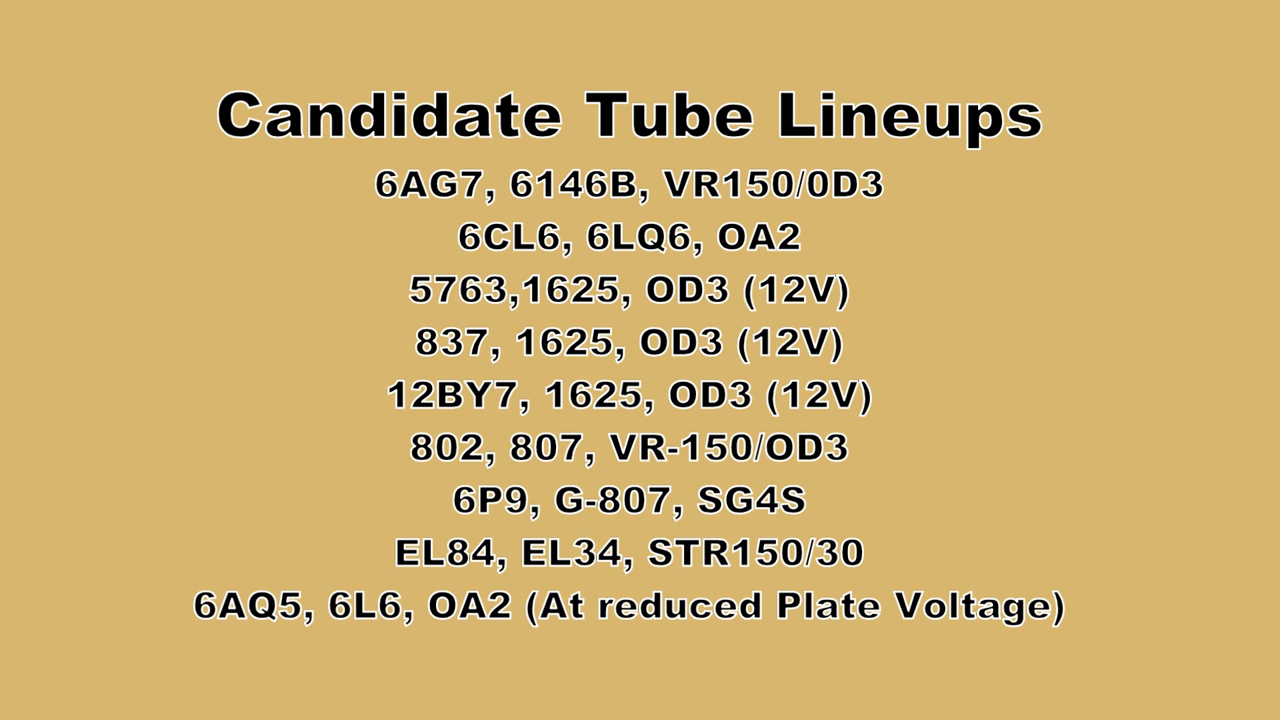 Candidate Tube Lineups
6AG7, 6146B, VR150/0D3
6CL6, 6LQ6, OA2
5763,1625, OD3 (12V)
837, 1625, OD3 (12V)
12BY7, 1625, OD3 (12V)
802, 807, VR-150/OD3
6P9, G-807, SG4S
EL84, EL34, STR150/30
6AQ5, 6L6, OA2 (At reduced Plate Voltage)